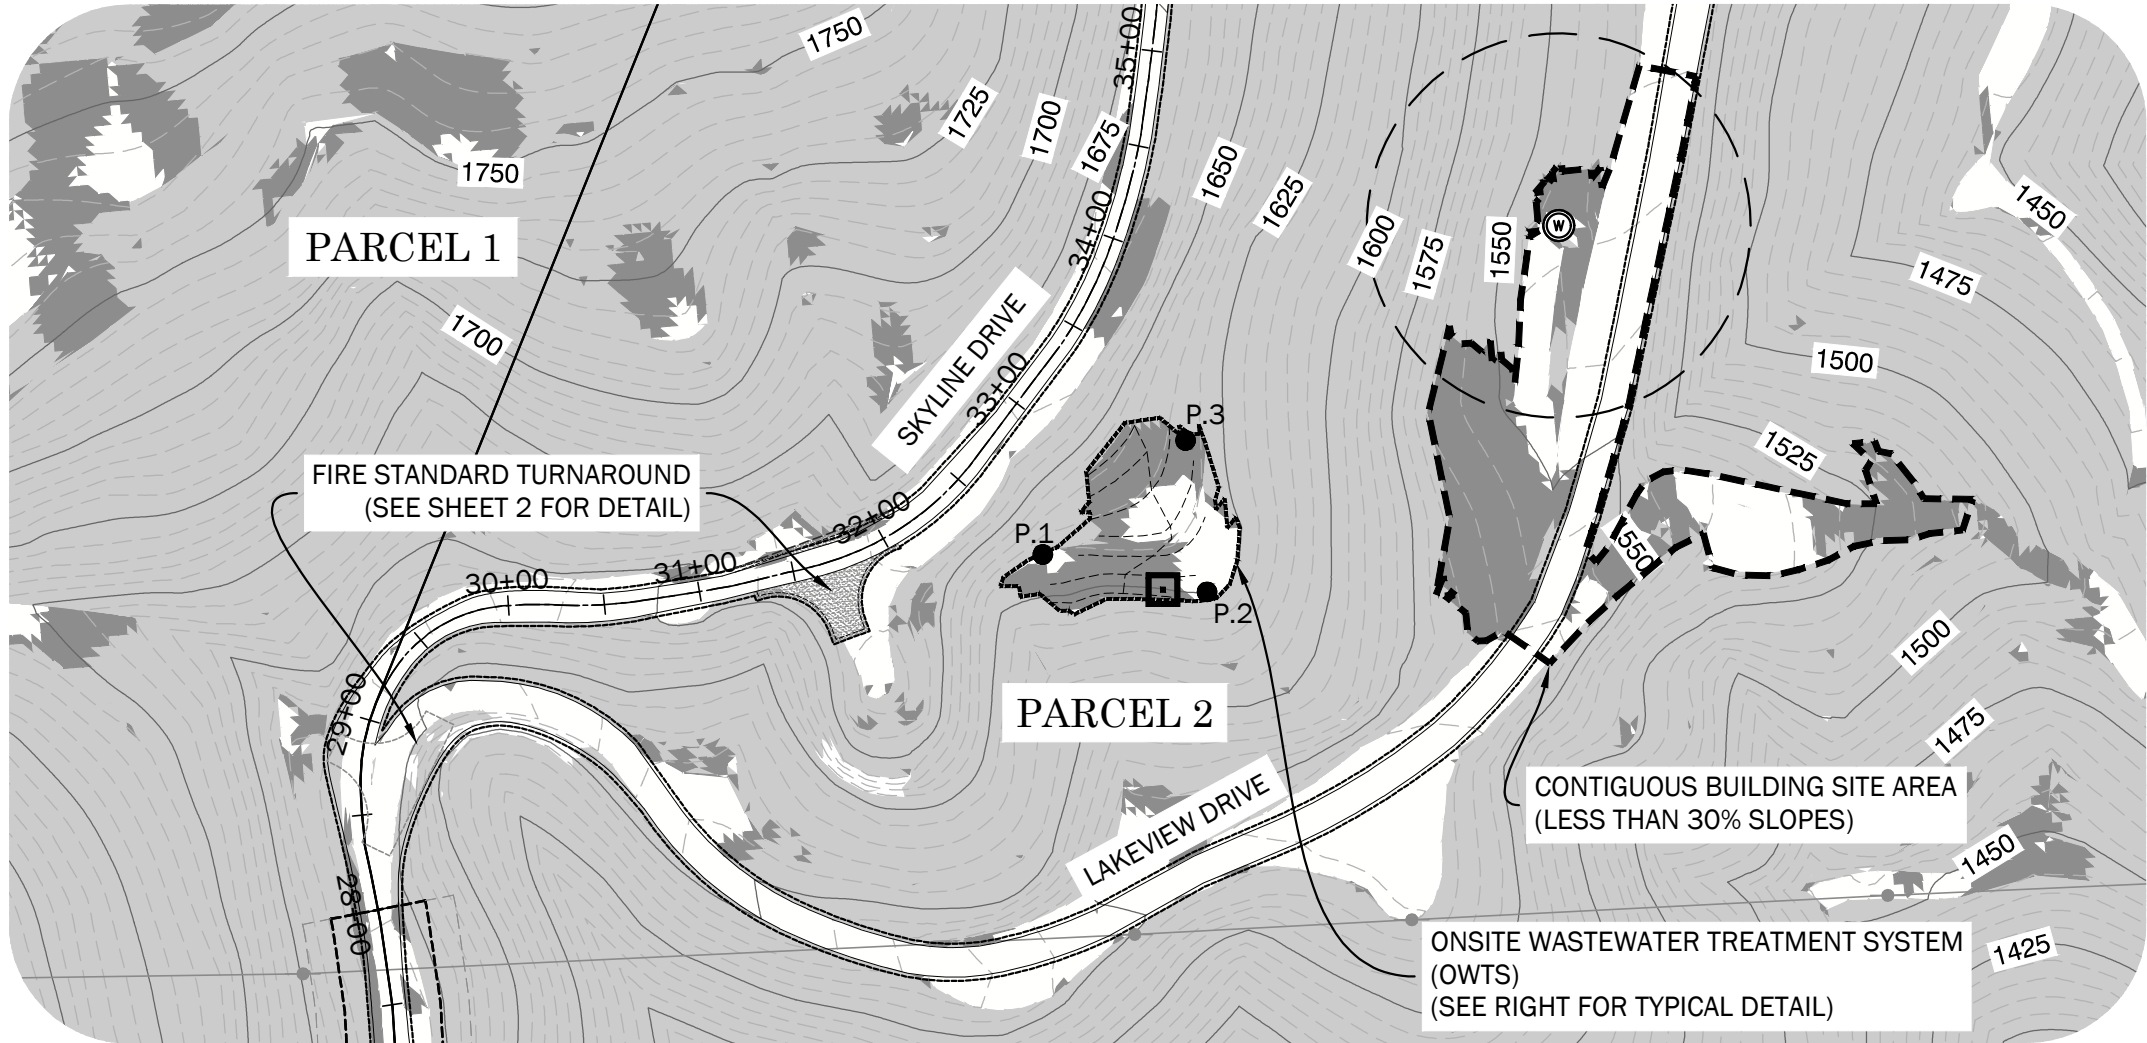 1750
35+00
1725
1700
1675
1650
1625
1750
PARCEL 1
34+00
1600
1575
1550
W
1450
1475
1700
SKYLINE DRIVE
33+00
1500
P.3
1525
FIRE STANDARD TURNAROUND
(SEE SHEET 2 FOR DETAIL)
32+00
P.1
1550
31+00
30+00
P.2
1500
29+00
PARCEL 2
1475
CONTIGUOUS BUILDING SITE AREA
(LESS THAN 30% SLOPES)
LAKEVIEW DRIVE
1450
28+00
ONSITE WASTEWATER TREATMENT SYSTEM
(OWTS)
(SEE RIGHT FOR TYPICAL DETAIL)
1425